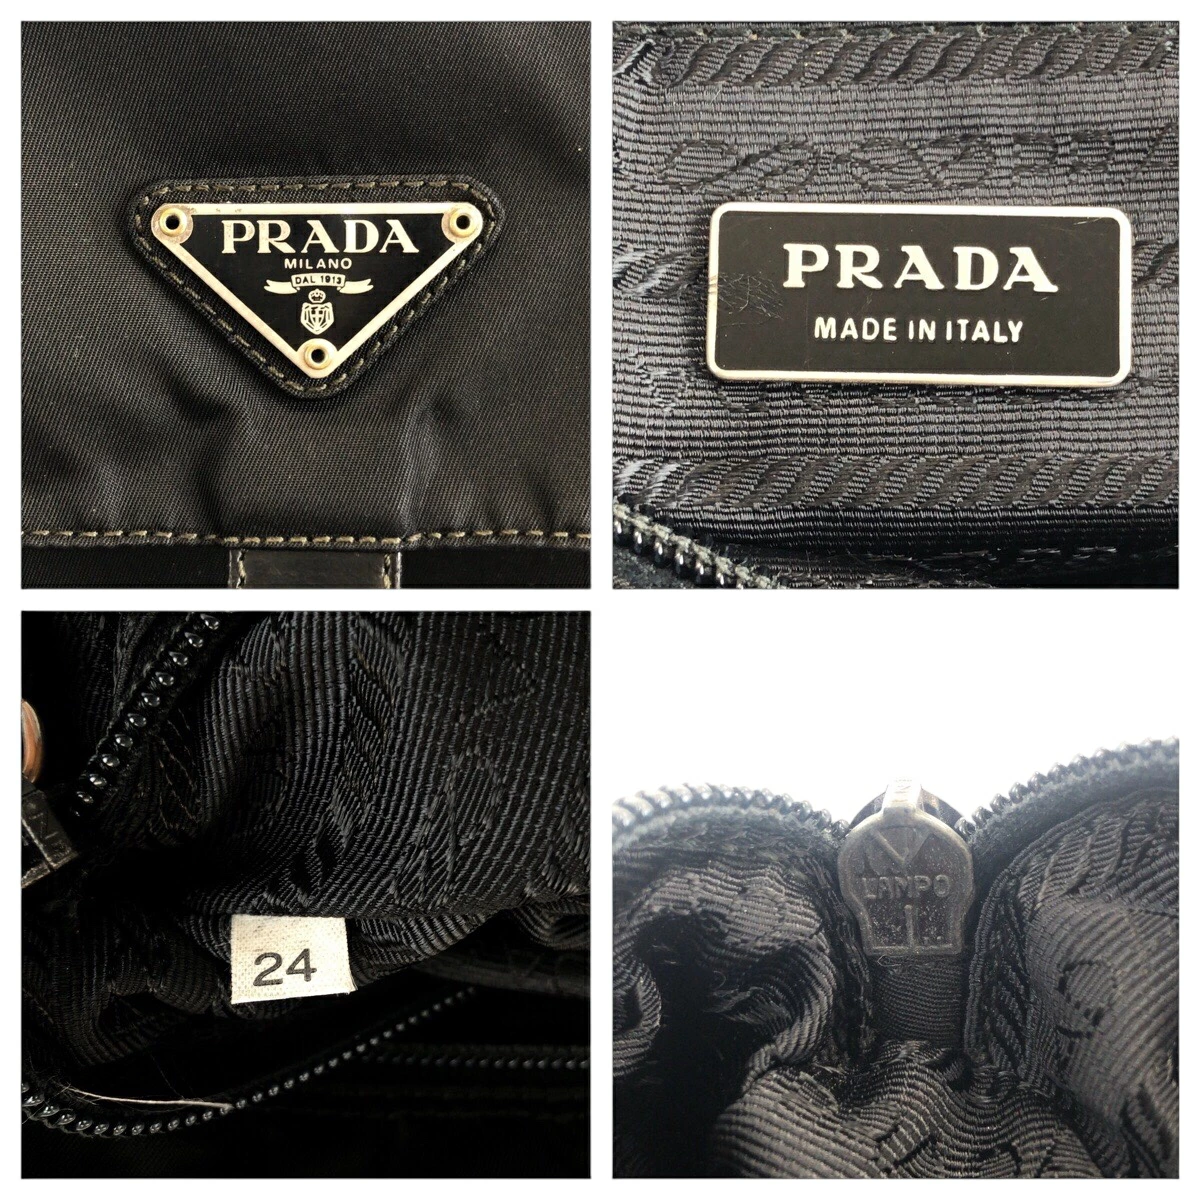 PRADA
MILANO
DAL 1913
PRADA
MADE IN ITALY
24
LAMPO